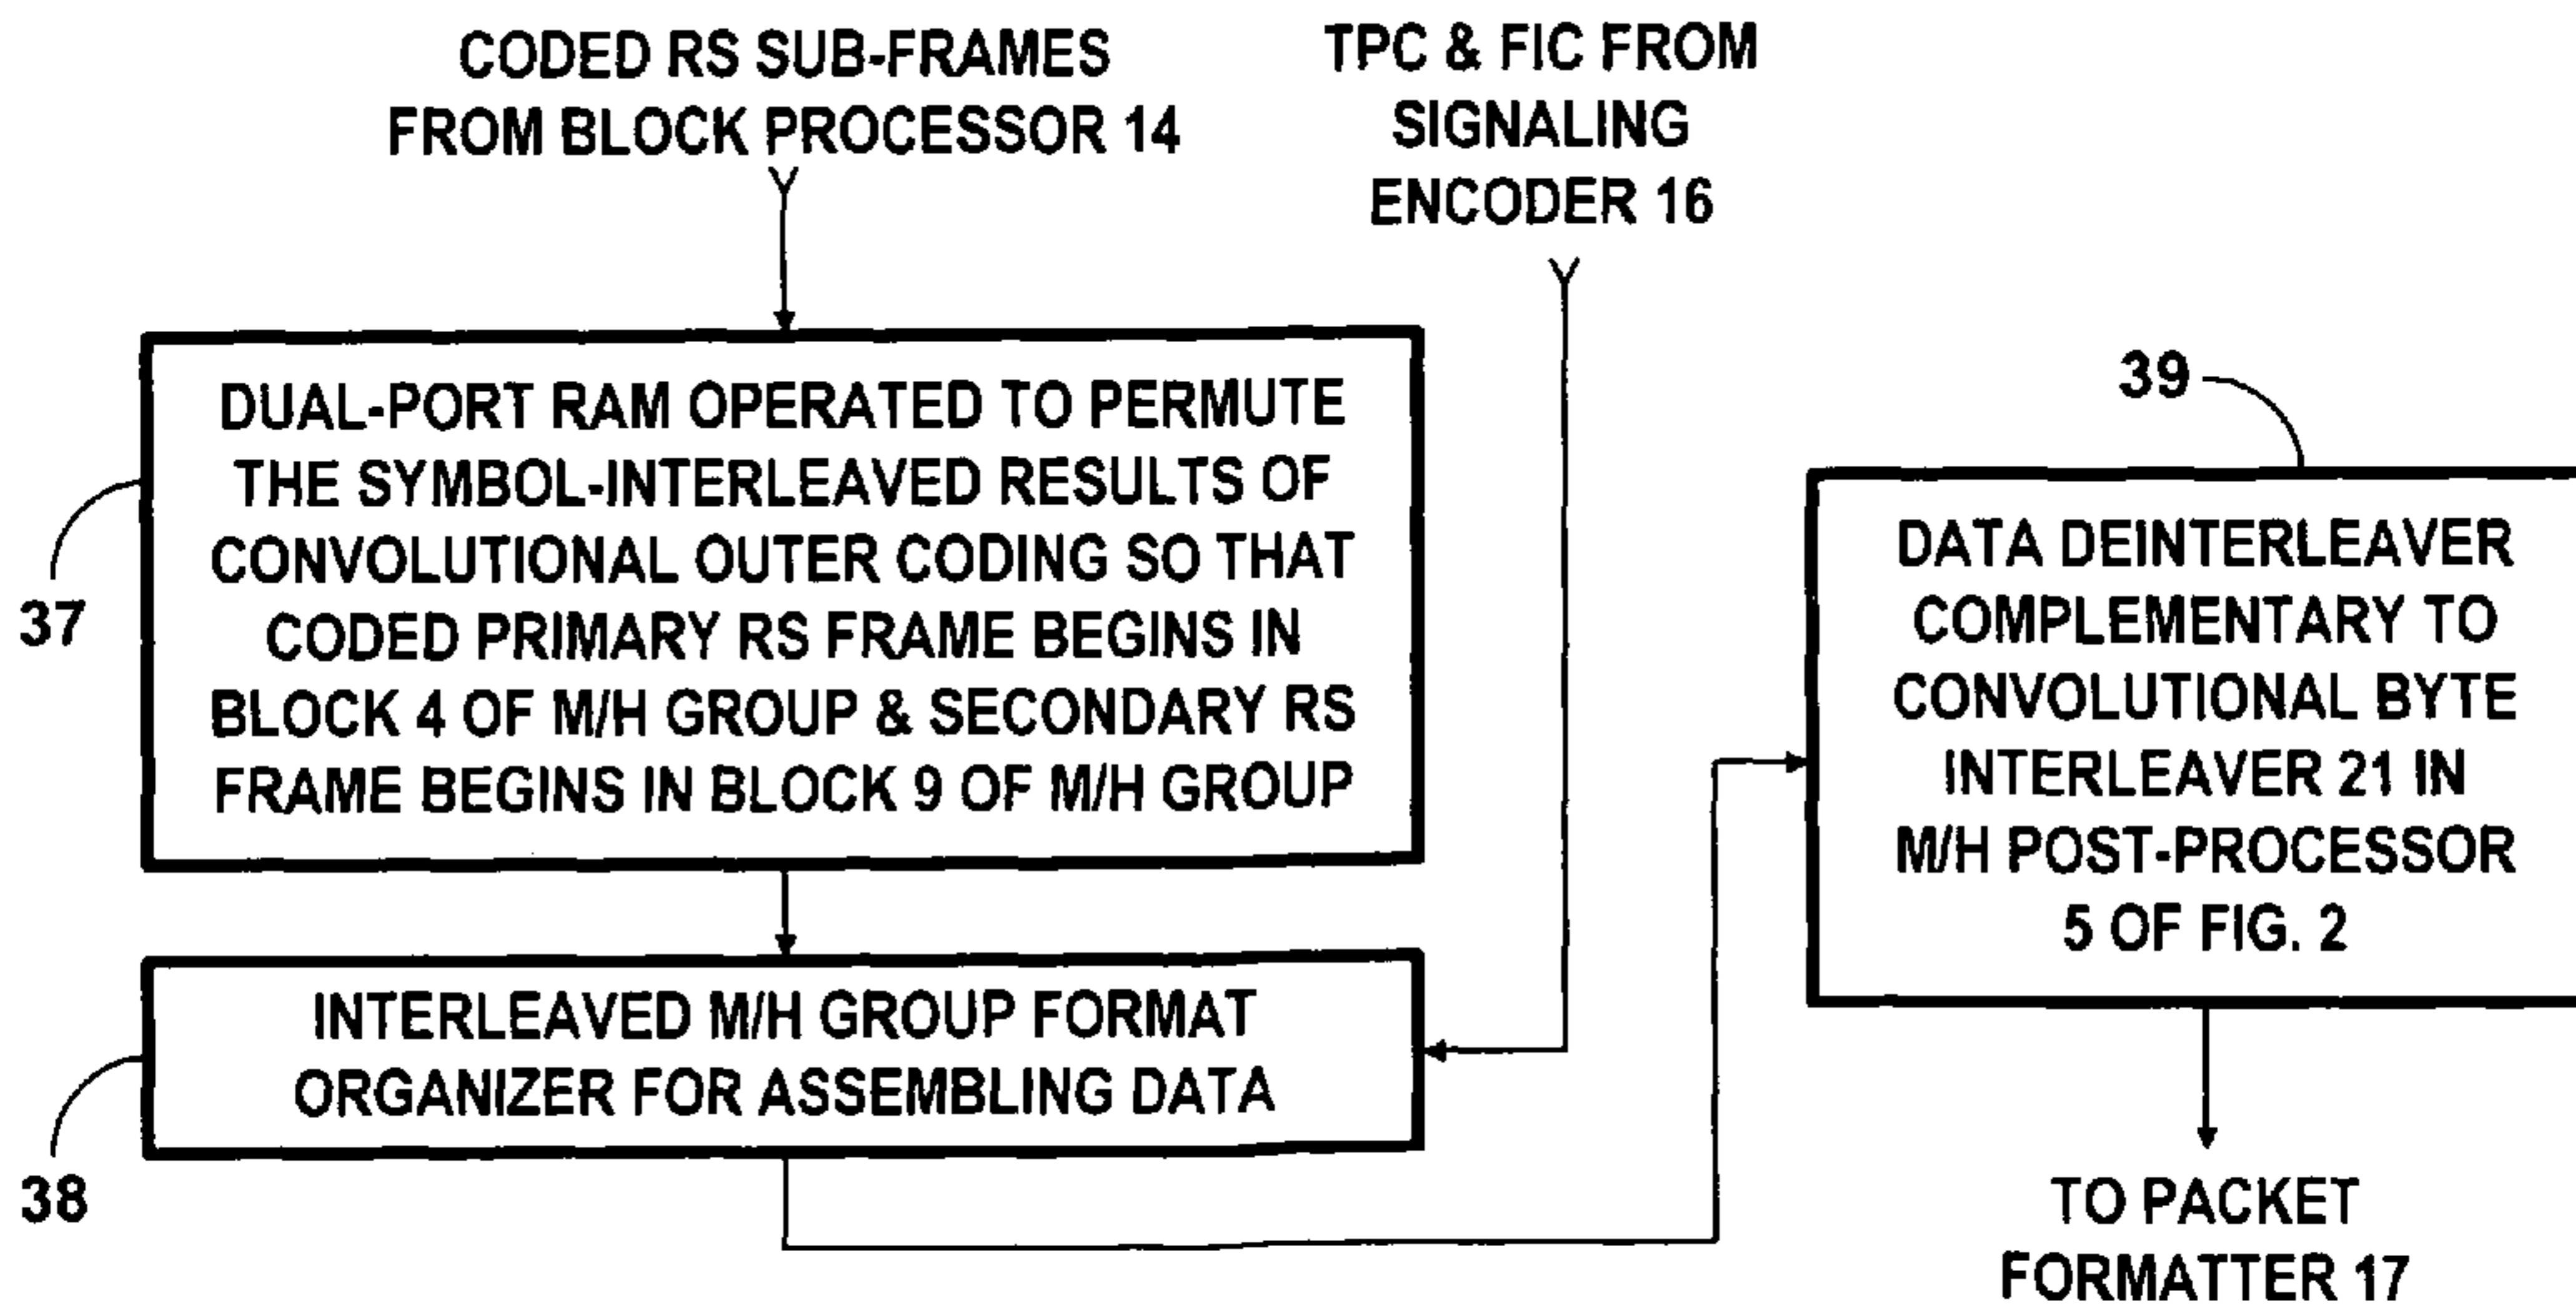 CODED RS SUB-FRAMES
FROM BLOCK PROCESSOR 14
TPC & FIC FROM
SIGNALING
ENCODER 16
37
DUAL-PORT RAM OPERATED TO PERMUTE
THE SYMBOL-INTERLEAVED RESULTS OF
CONVOLUTIONAL OUTER CODING SO THAT
CODED PRIMARY RS FRAME BEGINS IN
BLOCK 4 OF M/H GROUP & SECONDARY RS
FRAME BEGINS IN BLOCK 9 OF M/H GROUP
38
INTERLEAVED M/H GROUP FORMAT
ORGANIZER FOR ASSEMBLING DATA
39
DATA DEINTERLEAVER
COMPLEMENTARY TO
CONVOLUTIONAL BYTE
INTERLEAVER 21 IN
M/H POST-PROCESSOR
5 OF FIG. 2
TO PACKET
FORMATTER 17